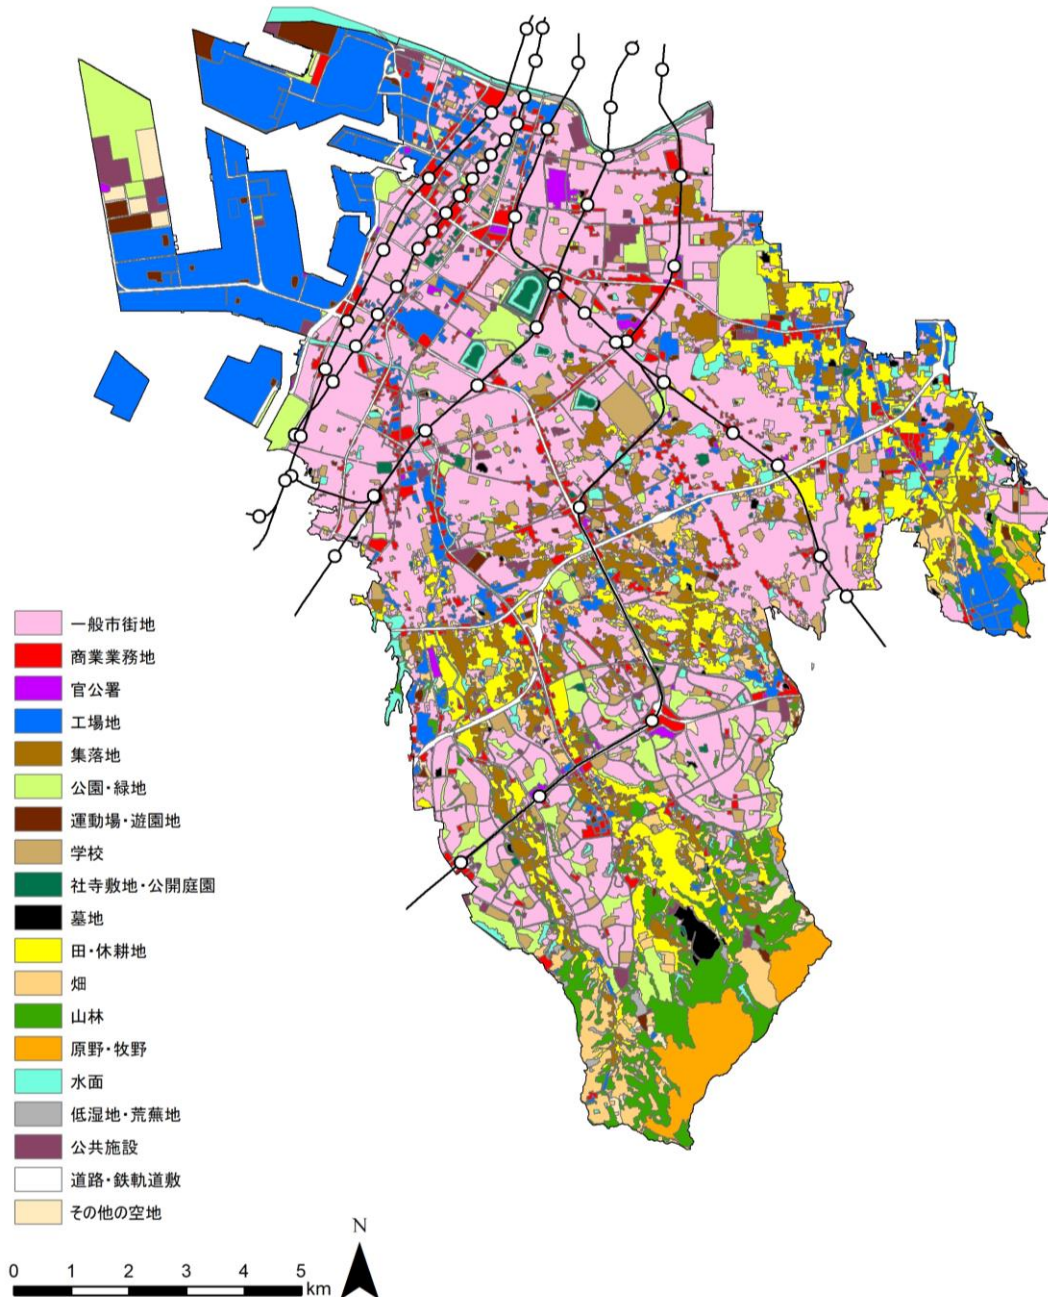 一般市街地
商業業務地
官公署
工場地
集落地
公園・緑地
運動場・遊園地
学校
社寺敷地・公開庭園
墓地
田・休耕地
畑
山林
原野・牧野
水面
低湿地・荒蕪地
公共施設
道路・鉄軌道敷
その他の空地
N
0 1 2 3 4 5
km